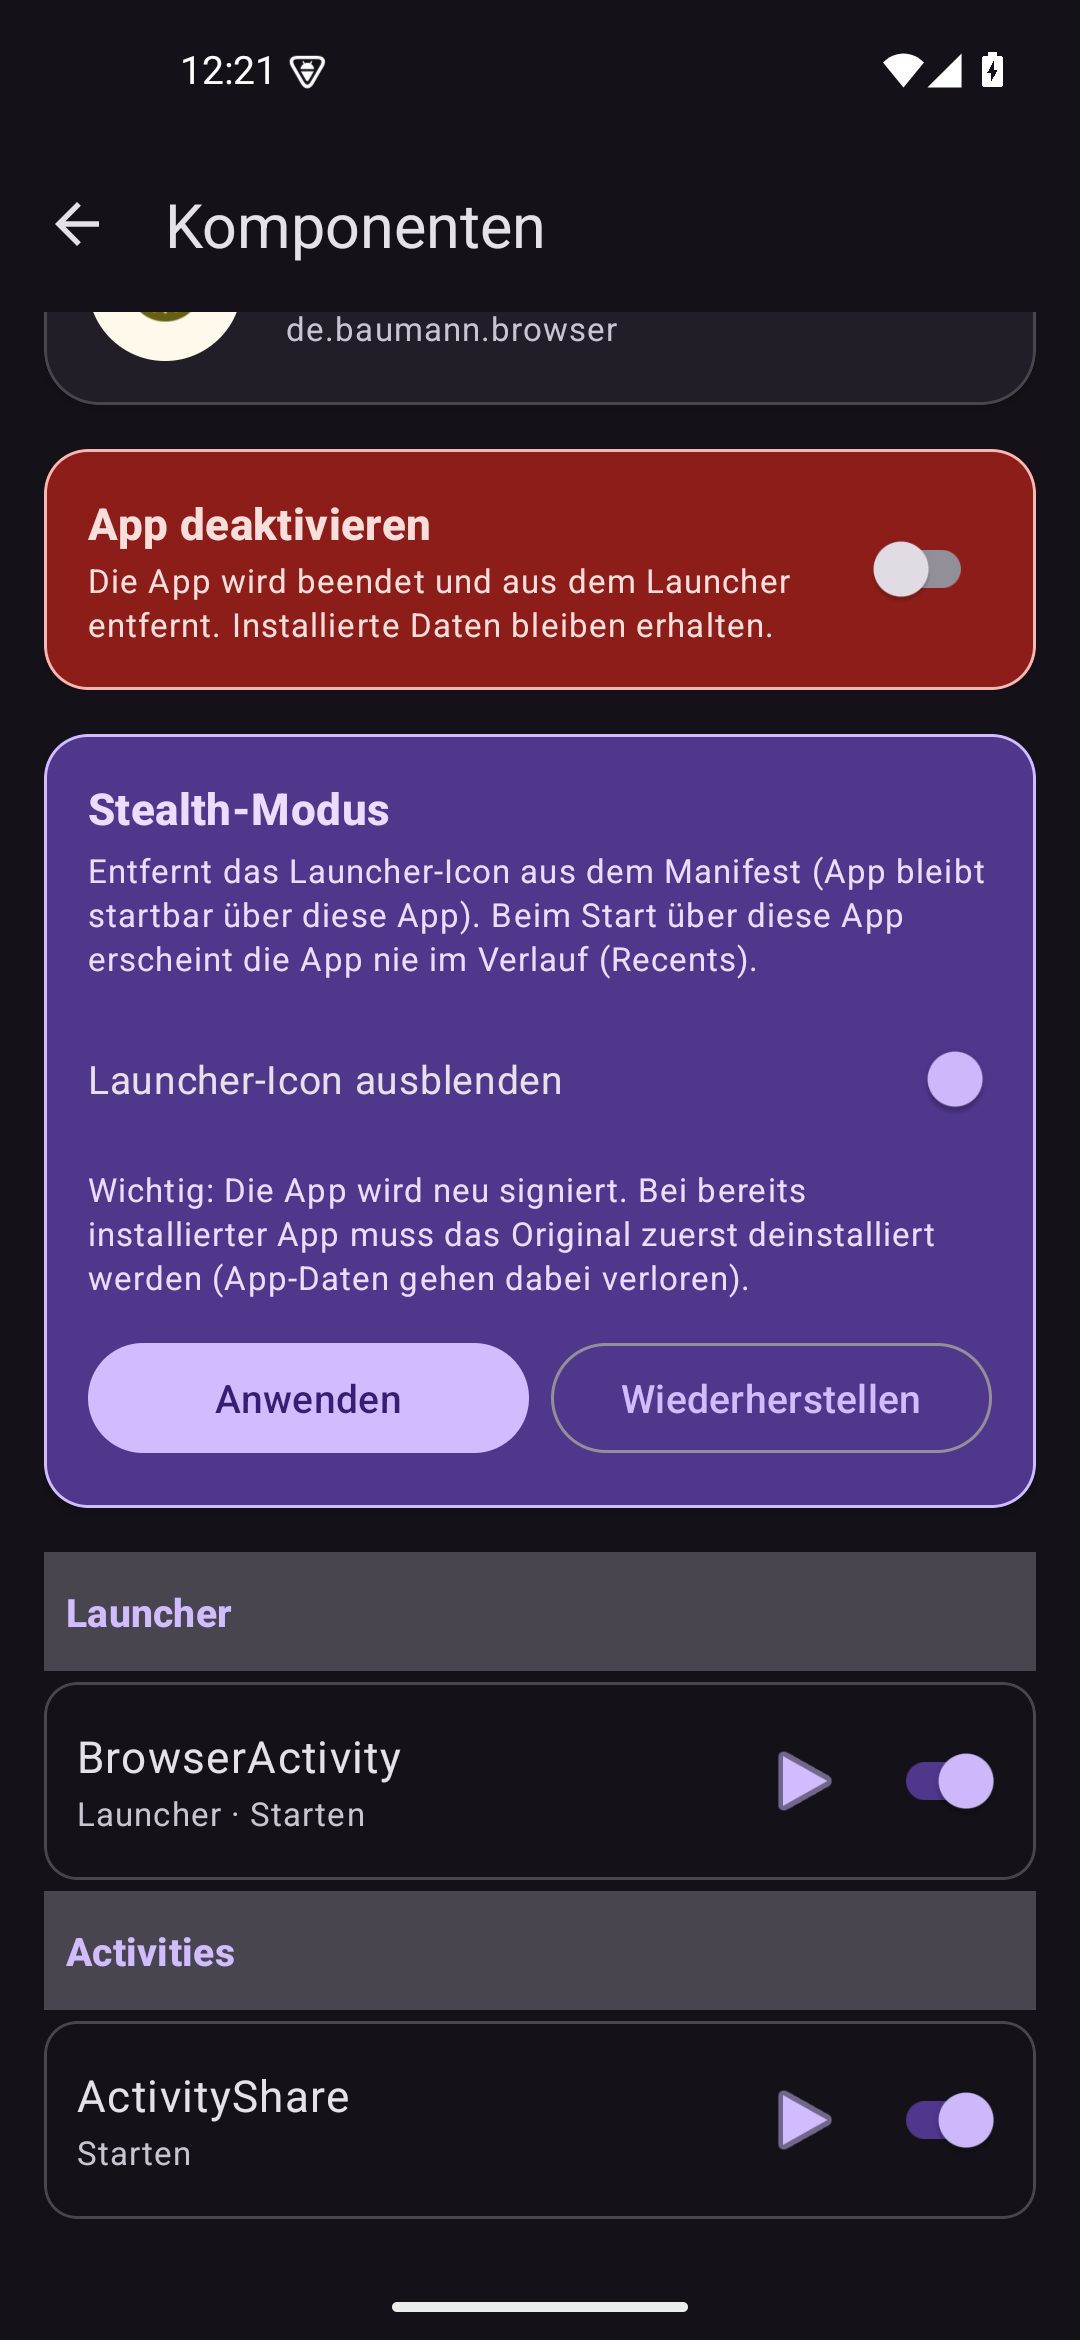 12:21
Komponenten
de.baumann.browser
App deaktivieren
Die App wird beendet und aus dem Launcher
entfernt. Installierte Daten bleiben erhalten.
Stealth-Modus
Entfernt das Launcher-Icon aus dem Manifest (App bleibt
startbar über diese App). Beim Start über diese App
erscheint die App nie im Verlauf (Recents).
Launcher-Icon ausblenden
Wichtig: Die App wird neu signiert. Bei bereits
installierter App muss das Original zuerst deinstalliert
werden (App-Daten gehen dabei verloren).
Anwenden
Wiederherstellen
Launcher
BrowserActivity
Launcher · Starten
Activities
ActivityShare
Starten